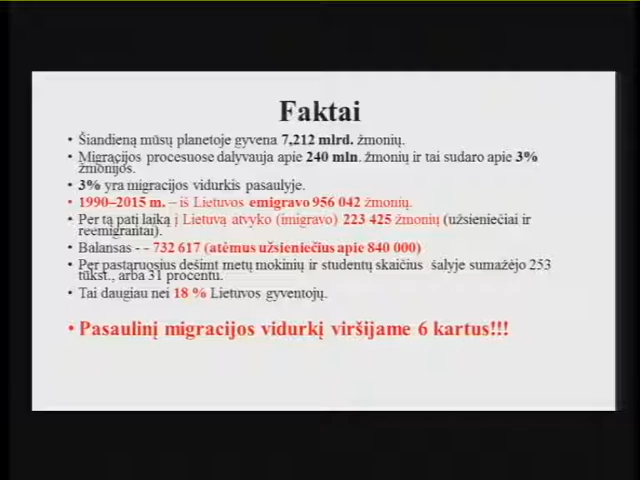 Faktai
• Šiandieną mūsų planetoje gyvena 7,212 mlrd. žmonių.
• Migracijos procesuose dalyvauja apie 240 mln. žmonių ir tai sudaro apie 3%
žmonijos.
• 3% yra migracijos vidurkis pasaulyje.
• 1990–2015 m. – iš Lietuvos emigravo 956 042 žmonių.
• Per tą patį laiką į Lietuvą atvyko (imigravo) 223 425 žmonių (užsieniečiai ir
reemigrantai).
• Balansas - - 732 617 (atėmus užsieniečius apie 840 000)
• Per pastaruosius dešimt metų mokinių ir studentų skaičius šalyje sumažėjo 253
tūkst., arba 31 procentu.
• Tai daugiau nei 18 % Lietuvos gyventojų.
• Pasaulinį migracijos vidurkį viršijame 6 kartus!!!